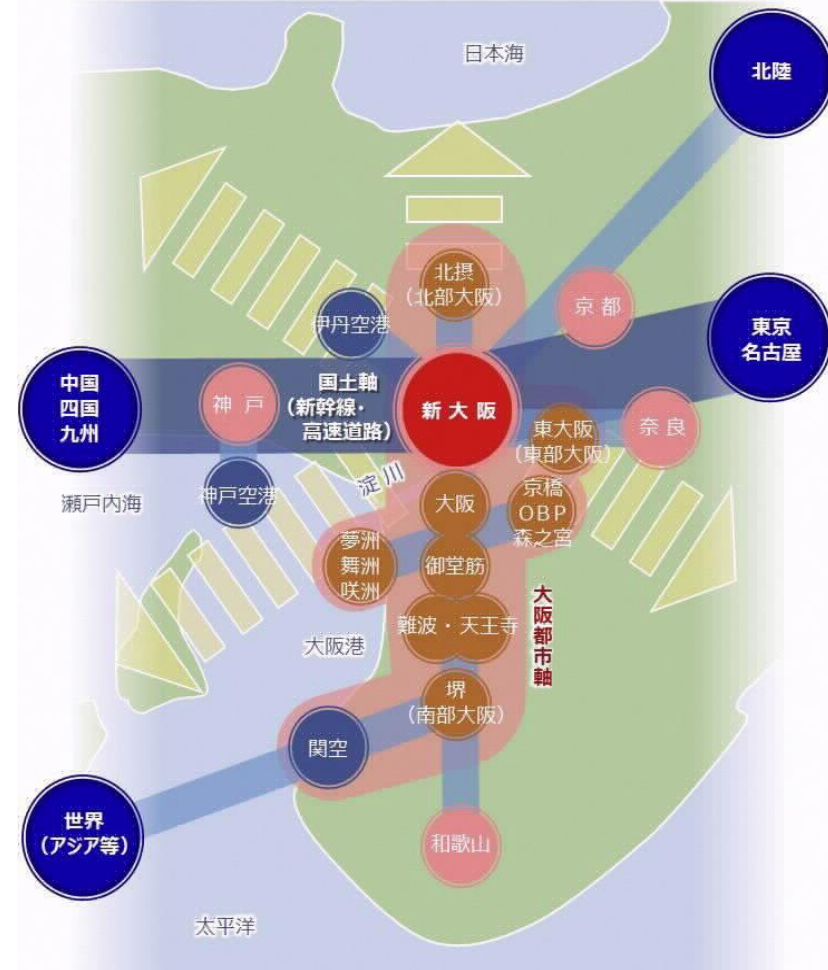 日本海
北陸
北摂
（北部大阪）
京都
伊丹空港
東京
名古屋
中国
四国
九州
神戸
国土軸
（新幹線・
高速道路）
新大阪
東大阪
（東部大阪）
奈良
淀川
神戸空港
瀬戸内海
大阪
京橋
OBP
森之宮
夢洲
舞洲
咲洲
御堂筋
難波・天王寺
大阪都市軸
大阪港
堺
（南部大阪）
関空
世界
（アジア等）
和歌山
太平洋